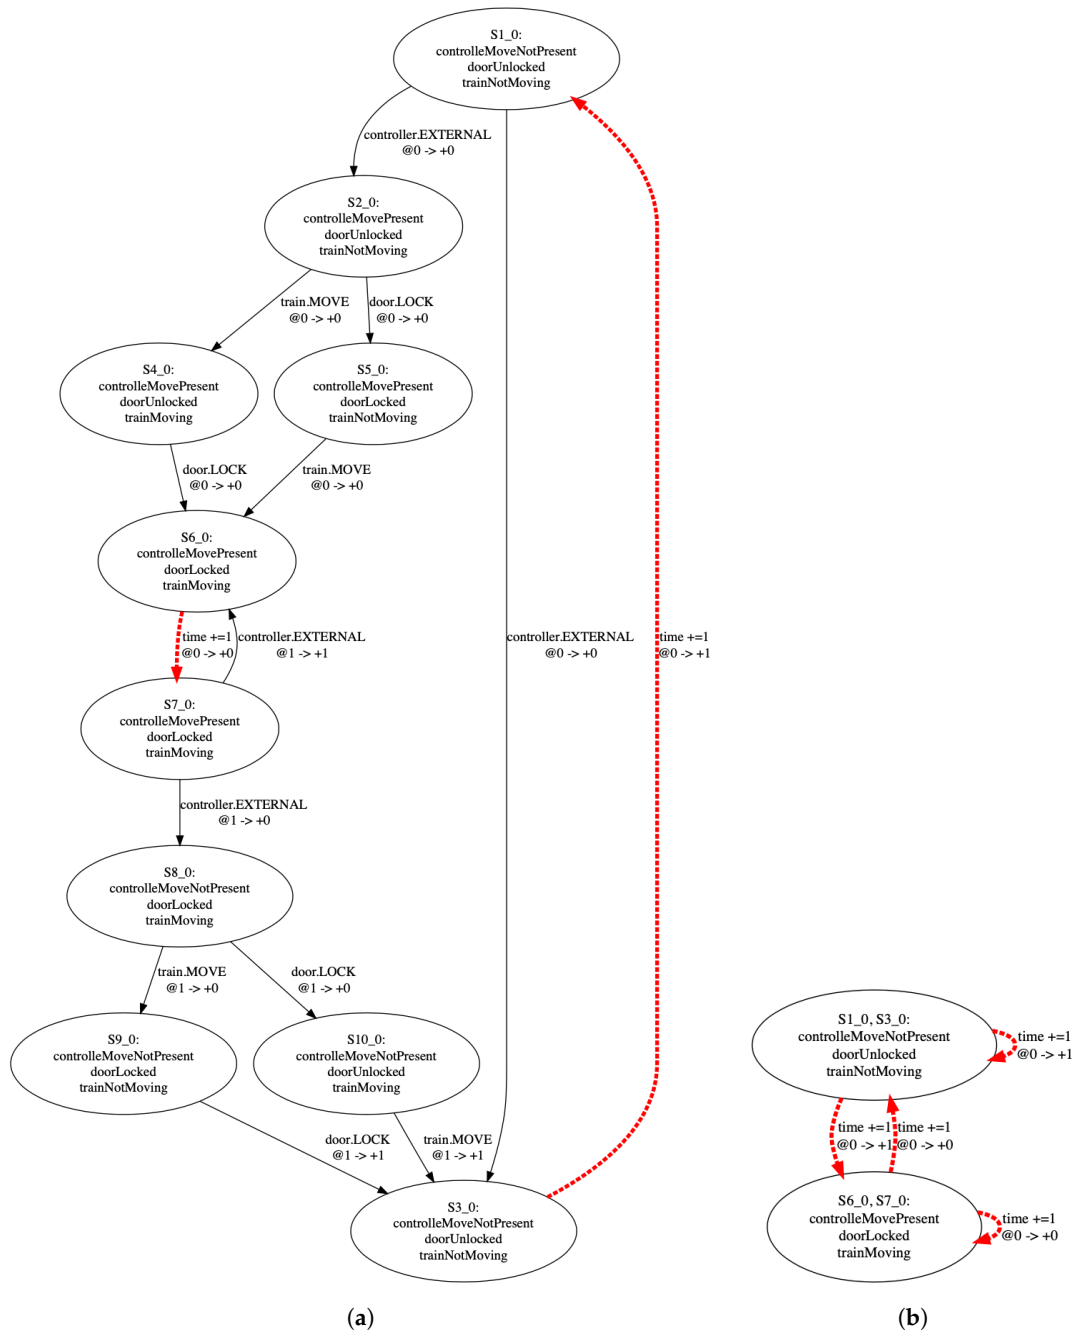 S1_0:
controlleMoveNotPresent
doorUnlocked
trainNotMoving
controller.EXTERNAL
@0 -> +0
S2_0:
controlleMovePresent
doorUnlocked
trainNotMoving
train.MOVE
@0 -> +0
door.LOCK
@0 -> +0
S4_0:
controlleMovePresent
doorUnlocked
trainMoving
S5_0:
controlleMovePresent
doorLocked
trainNotMoving
door.LOCK
@0 -> +0
train.MOVE
@0 -> +0
S6_0:
controlleMovePresent
doorLocked
trainMoving
time +=1
@0 -> +0
controller.EXTERNAL
@1 -> +1
controller.EXTERNAL
@0 -> +0
time +=1
@0 -> +1
S7_0:
controlleMovePresent
doorLocked
trainMoving
controller.EXTERNAL
@1 -> +0
S8_0:
controlleMoveNotPresent
doorLocked
trainMoving
train.MOVE
@1 -> +0
door.LOCK
@1 -> +0
S9_0:
controlleMoveNotPresent
doorLocked
trainNotMoving
S10_0:
controlleMoveNotPresent
doorUnlocked
trainMoving
door.LOCK
@1 -> +1
train.MOVE
@1 -> +1
S3_0:
controlleMoveNotPresent
doorUnlocked
trainNotMoving
(a)
S1_0, S3_0:
controlleMoveNotPresent
doorUnlocked
trainNotMoving
time +=1
@0 -> +1
time +=1
@0 -> +1
time +=1
@0 -> +0
S6_0, S7_0:
controlleMovePresent
doorLocked
trainMoving
time +=1
@0 -> +0
(b)